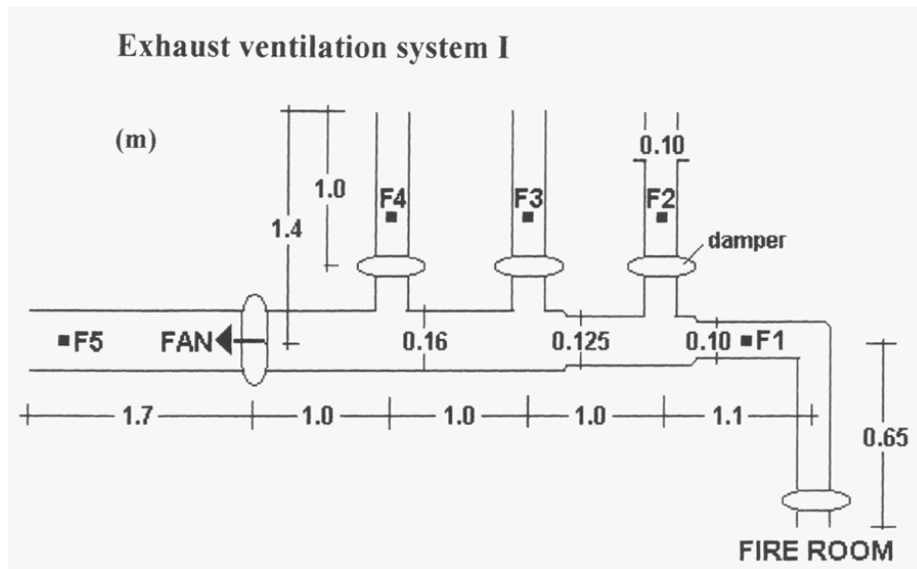 Exhaust ventilation system I
(m)
0.10
1.0
F4
F3
F2
1.4
damper
F5
FAN
0.16
0.125
0.10
F1
1.7
1.0
1.0
1.0
1.1
0.65
FIRE ROOM